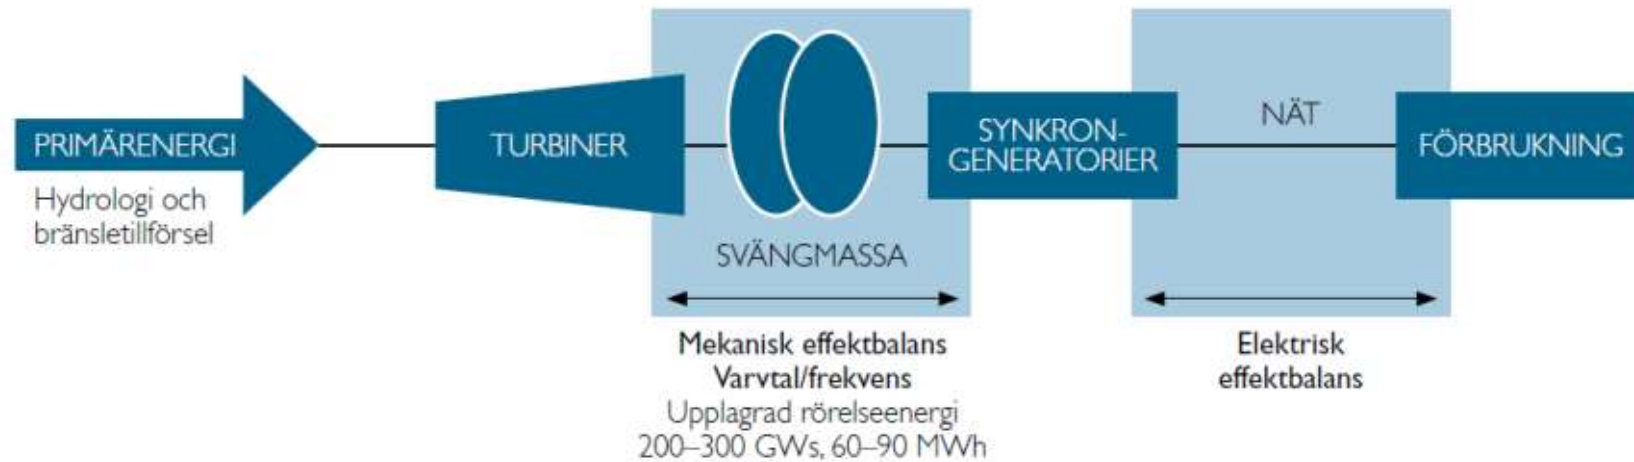 PRIMÄRENERGI
Hydrologi och
bränsletillförsel
TURBINER
SVÄNGMASSA
Mekanisk effektbalans
Varvtal/frekvens
Upplagrad rörelseenergi
200–300 GWs, 60–90 MWh
SYNKRON-
GENERATORIER
NÄT
Elektrisk
effektbalans
FÖRBRUKNING